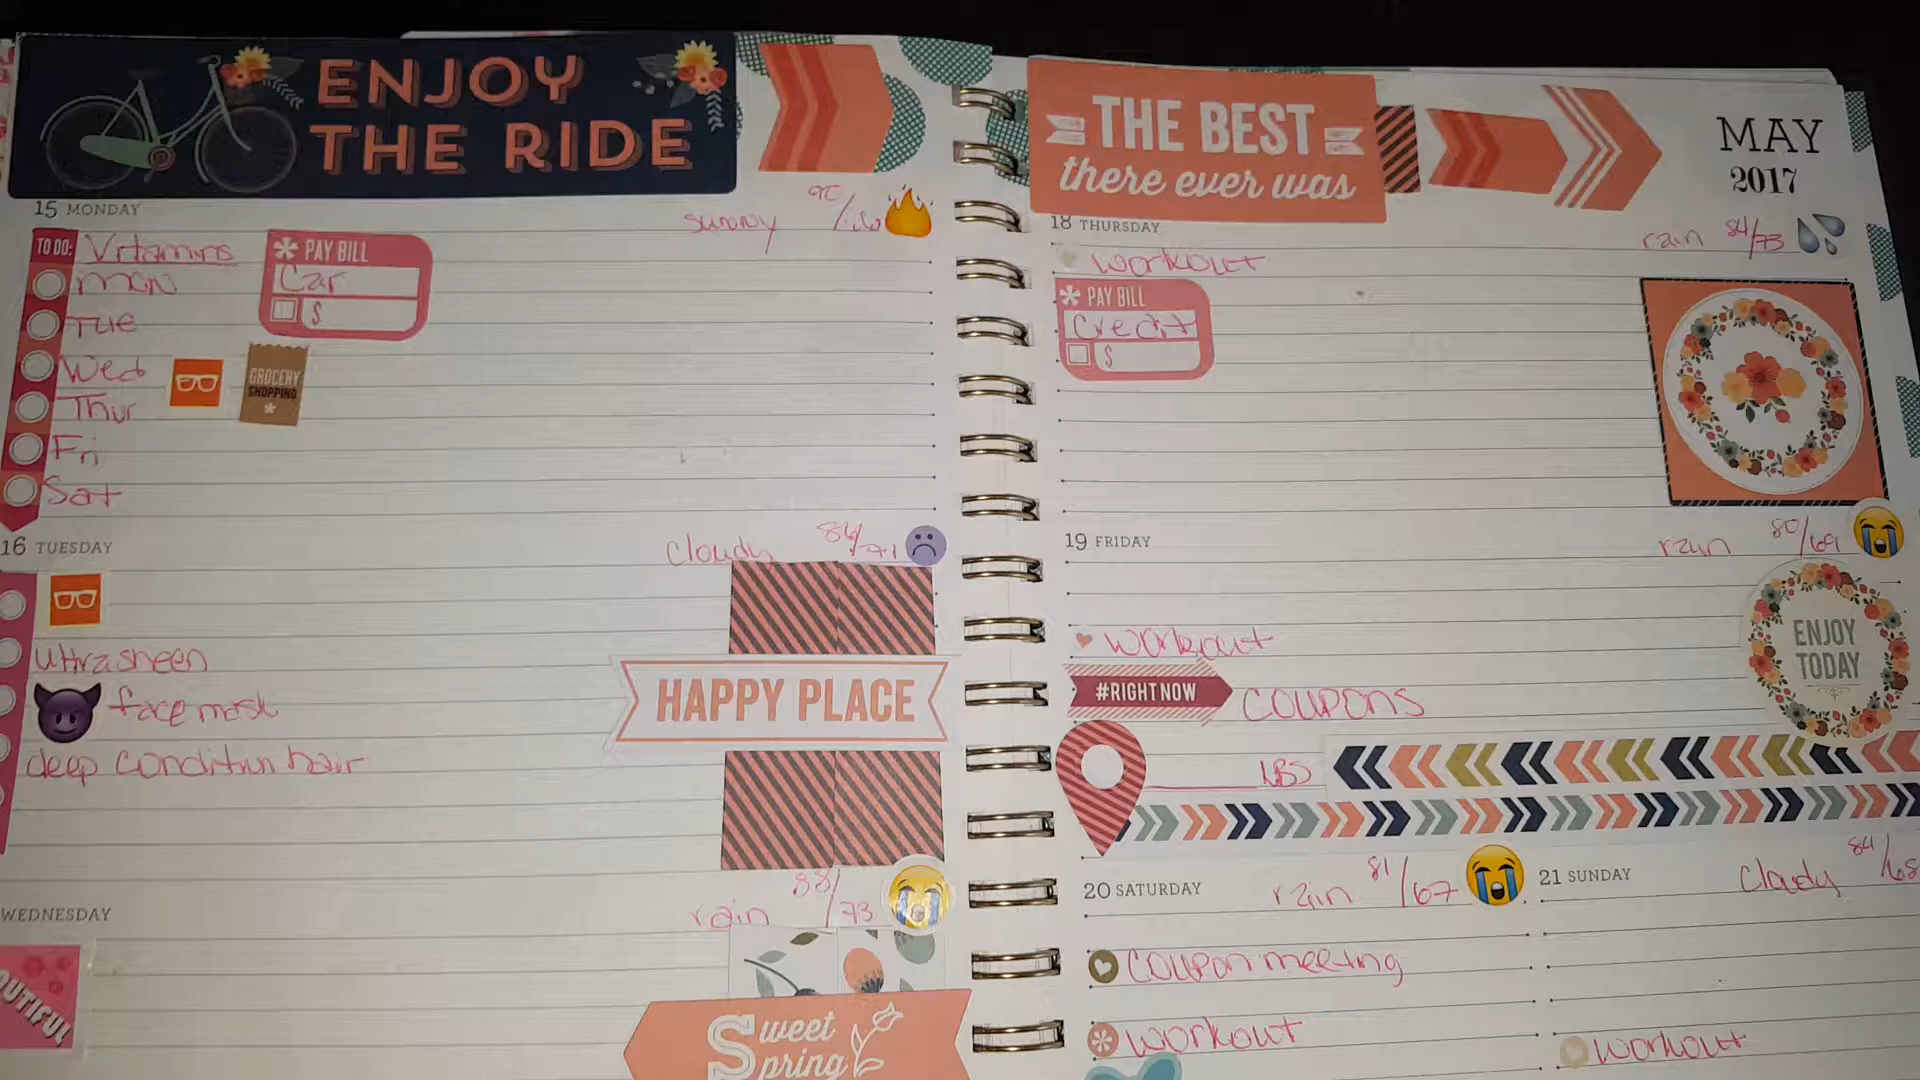 ENJOY
THE RIDE
15 MONDAY
sunny
TO DO: Vitamins
Mon
Tue
Wed
Thur
Fri
Sat
PAY BILL
Car
$
GROCERY
SHOPPING
16 TUESDAY
cloudy
ultrasheen
face mask
deep condition hair
HAPPY PLACE
WEDNESDAY
rain 88/73
Sweet
Spring
THE BEST
there ever was
MAY
2017
18 THURSDAY
rain 84/73
workout
PAY BILL
Credit
$
19 FRIDAY
rain 80/69
ENJOY
TODAY
workout
#RIGHT NOW
COUPONS
LBS
20 SATURDAY
rain 81/67
coupon meeting
workout
21 SUNDAY
cloudy 84/68
workout